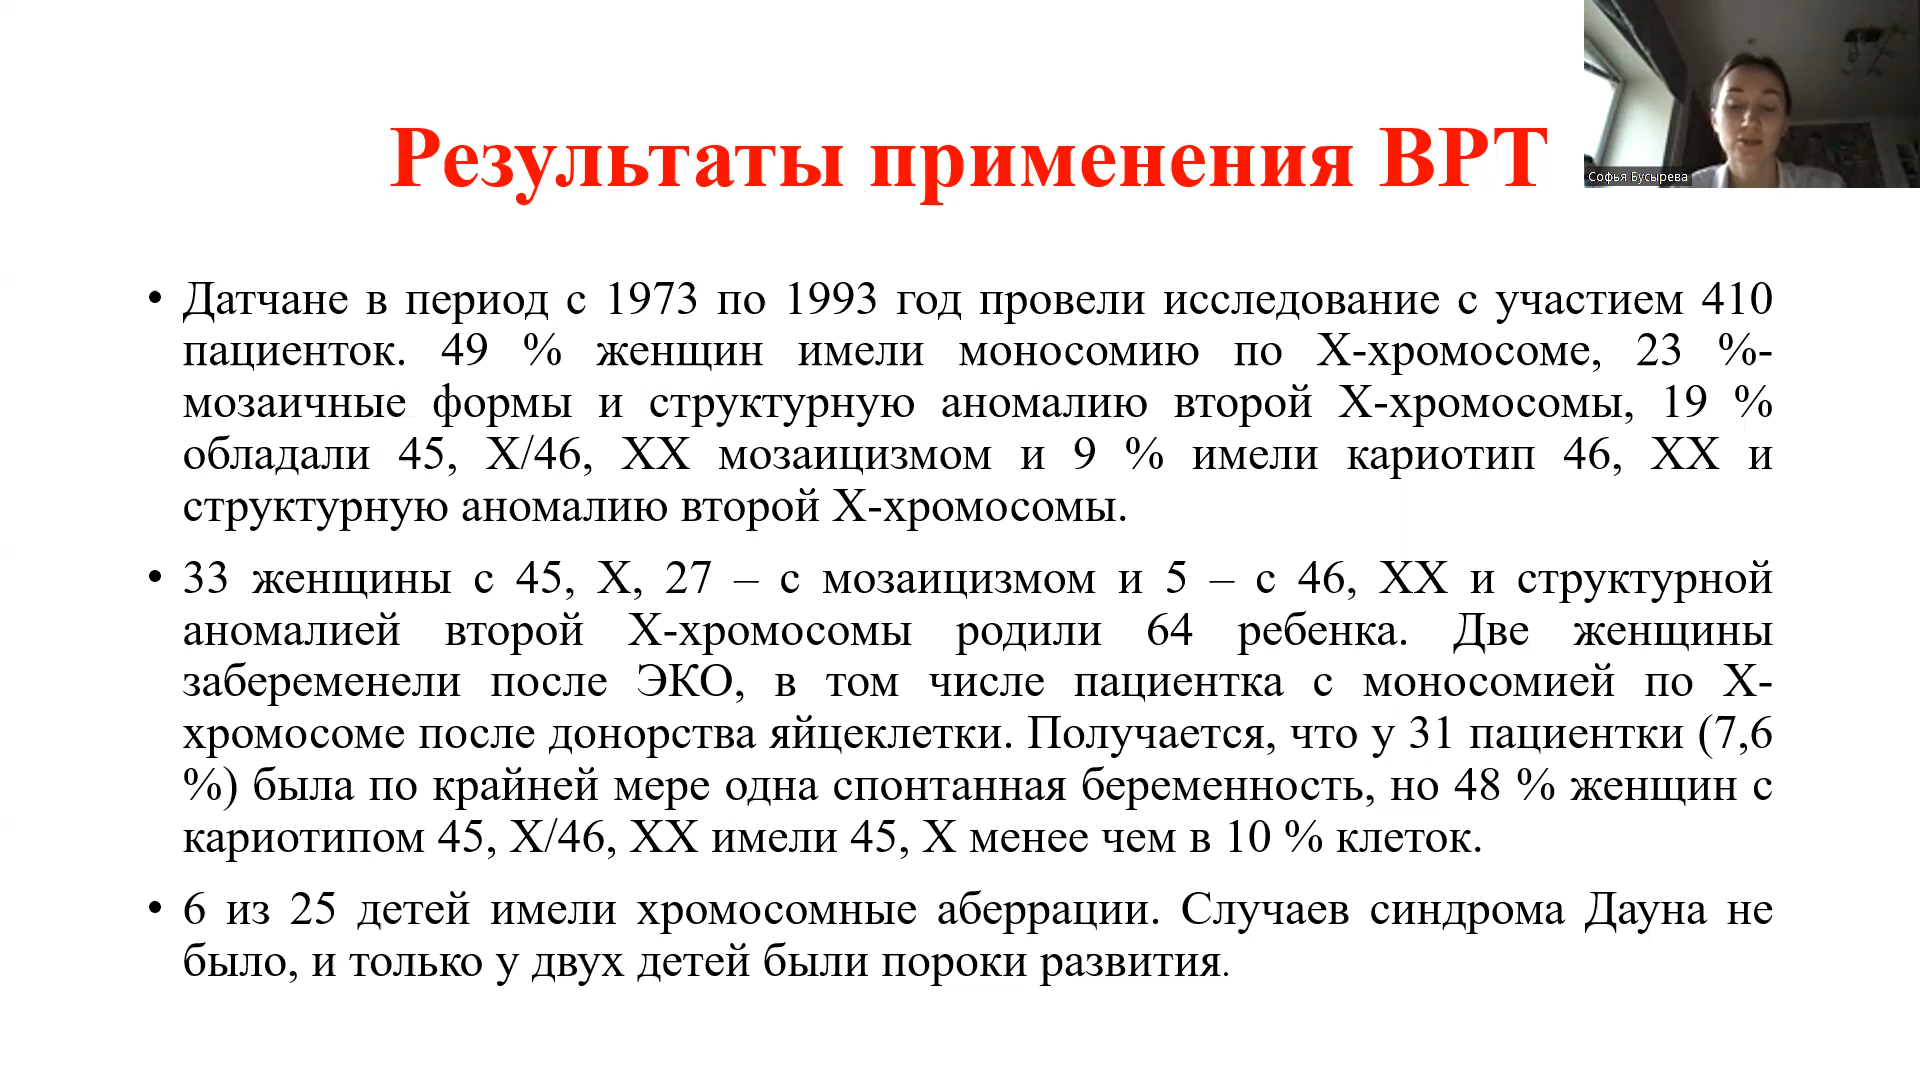 Результаты применения ВРТ
Софья Бусырева
• Датчане в период с 1973 по 1993 год провели исследование с участием 410
пациенток. 49 % женщин имели моносомию по Х-хромосоме, 23 %-
мозаичные формы и структурную аномалию второй Х-хромосомы, 19 %
обладали 45, Х/46, ХХ мозаицизмом и 9 % имели кариотип 46, ХХ и
структурную аномалию второй Х-хромосомы.
• 33 женщины с 45, Х, 27 – с мозаицизмом и 5 – с 46, ХХ и структурной
аномалией второй Х-хромосомы родили 64 ребенка. Две женщины
забеременели после ЭКО, в том числе пациентка с моносомией по Х-
хромосоме после донорства яйцеклетки. Получается, что у 31 пациентки (7,6
%) была по крайней мере одна спонтанная беременность, но 48 % женщин с
кариотипом 45, Х/46, ХХ имели 45, Х менее чем в 10 % клеток.
• 6 из 25 детей имели хромосомные аберрации. Случаев синдрома Дауна не
было, и только у двух детей были пороки развития.